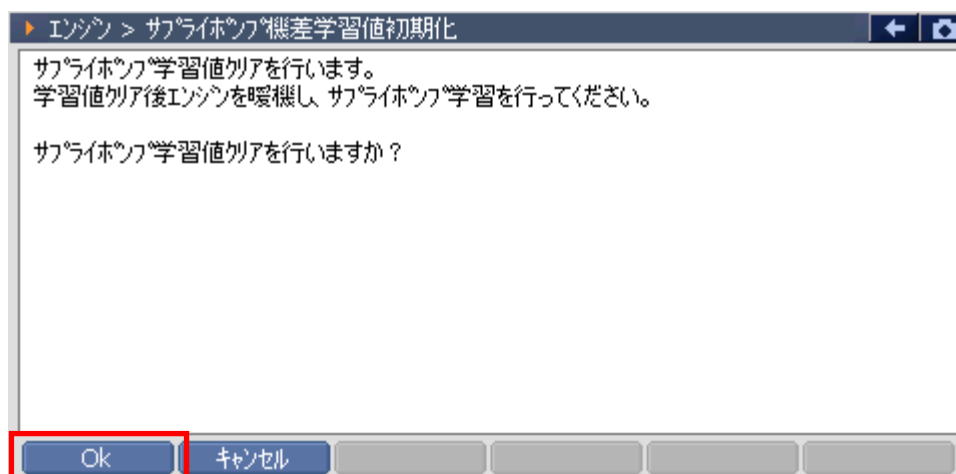 エンジン > サプライポンプ機差学習値初期化
サプライポンプ学習値クリアを行います。
学習値クリア後エンジンを暖機し、サプライポンプ学習を行ってください。
サプライポンプ学習値クリアを行いますか？
Ok キャンセル